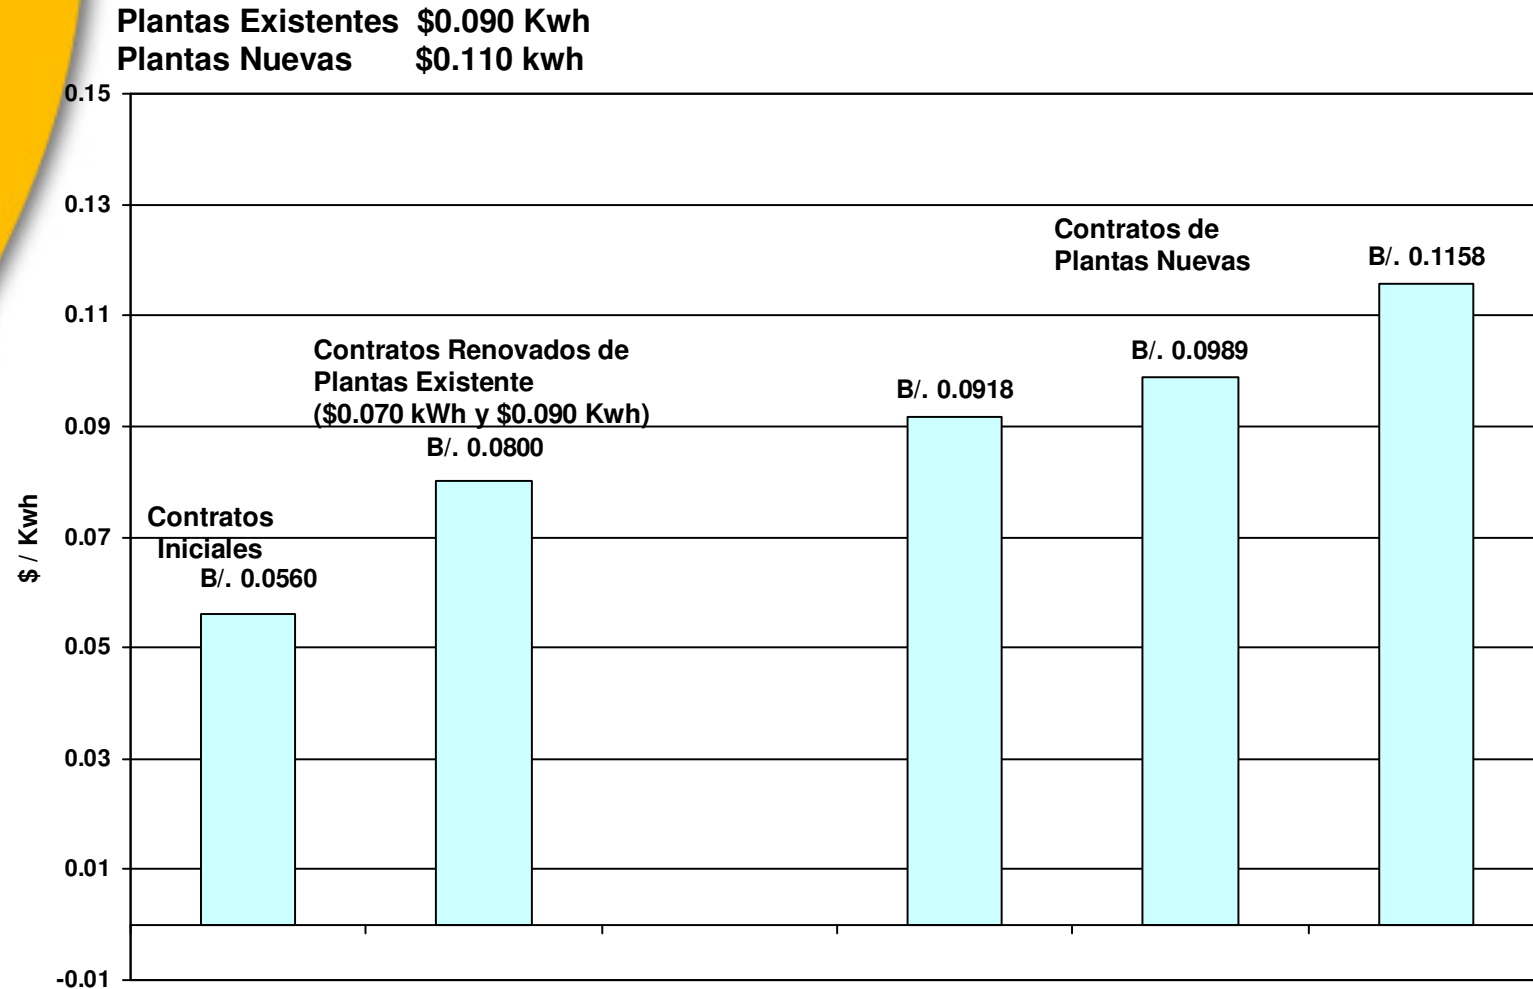 Plantas Existentes $0.090 Kwh
Plantas Nuevas $0.110 kwh
0.15
0.13
0.11
0.09
0.07
0.05
0.03
0.01
-0.01
$ / Kwh
Contratos
Iniciales
B/. 0.0560
Contratos Renovados de
Plantas Existente
($0.070 kWh y $0.090 Kwh)
B/. 0.0800
B/. 0.0918
Contratos de
Plantas Nuevas
B/. 0.0989
B/. 0.1158